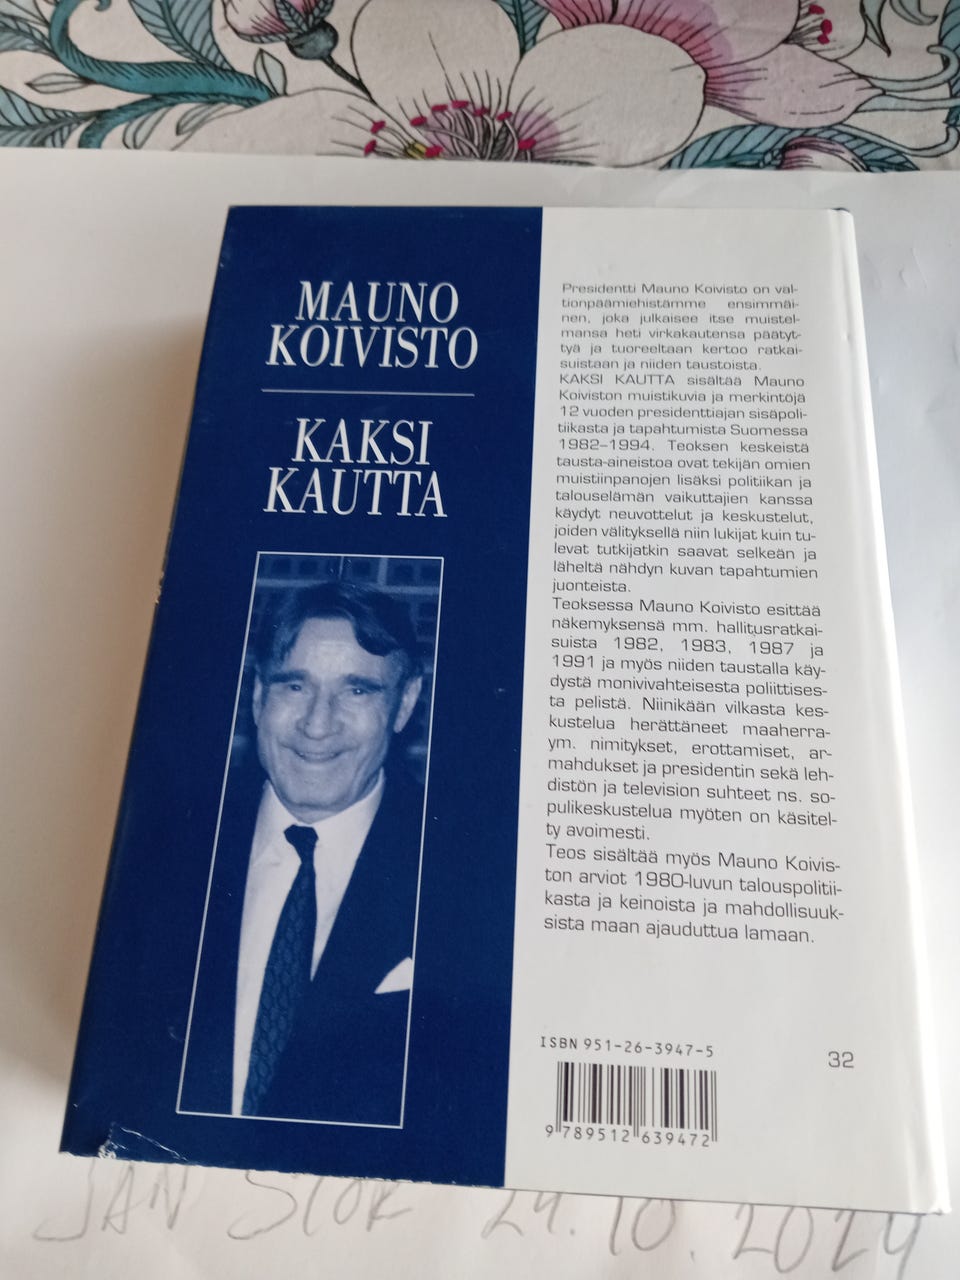 MAUNO
KOIVISTO
KAKSI
KAUTTA
Presidentti Mauno Koivisto on val-
tionpäämiehistämme ensimmäi-
nen, joka julkaisee itse muistel-
mansa heti virkakautensa päätyt-
tyä ja tuoreeltaan kertoo ratkai-
suistaan ja niiden taustoista.
KAKSI KAUTTA sisältää Mauno
Koiviston muistikuvia ja merkintöjä
12 vuoden presidenttiajan sisäpoli-
tiikasta ja tapahtumista Suomessa
1982–1994. Teoksen keskeistä
tausta-aineistoa ovat tekijän omien
muistiinpanojen lisäksi politiikan ja
talouselämän vaikuttajien kanssa
käydyt neuvottelut ja keskustelut,
joiden välityksellä niin lukijat kuin tu-
levat tutkijatkin saavat selkeän ja
läheltä nähdyn kuvan tapahtumien
juonteista.
Teoksessa Mauno Koivisto esittää
näkemyksensä mm. hallitusratkai-
suista 1982, 1983, 1987 ja
1991 ja myös niiden taustalla käy-
dystä monivivahteisesta poliittises-
ta pelistä. Niinikään vilkasta kes-
kustelua herättäneet maaherra-
ym. nimitykset, erottamiset, ar-
mahdukset ja presidentin sekä leh-
distön ja television suhteet ns. so-
pulikeskustelua myöten on käsitel-
ty avoimesti.
Teos sisältää myös Mauno Koivis-
ton arviot 1980-luvun talouspolitii-
kasta ja keinoista ja mahdollisuuk-
sista maan ajauduttua lamaan.
ISBN 951-26-3947-5
32
9 789512 639472
JAN STOR 24.10.2024